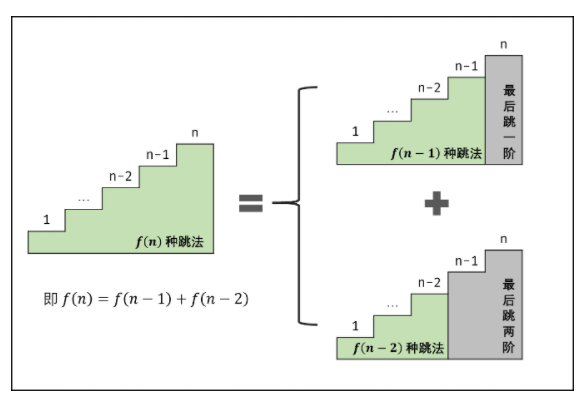 1
...
n-2
n-1
n
f(n) 种跳法
即 f(n) = f(n − 1) + f(n − 2)
1
...
n-2
n-1
n
f(n − 1) 种跳法
最后跳一阶
1
...
n-2
n-1
n
f(n − 2) 种跳法
最后跳两阶